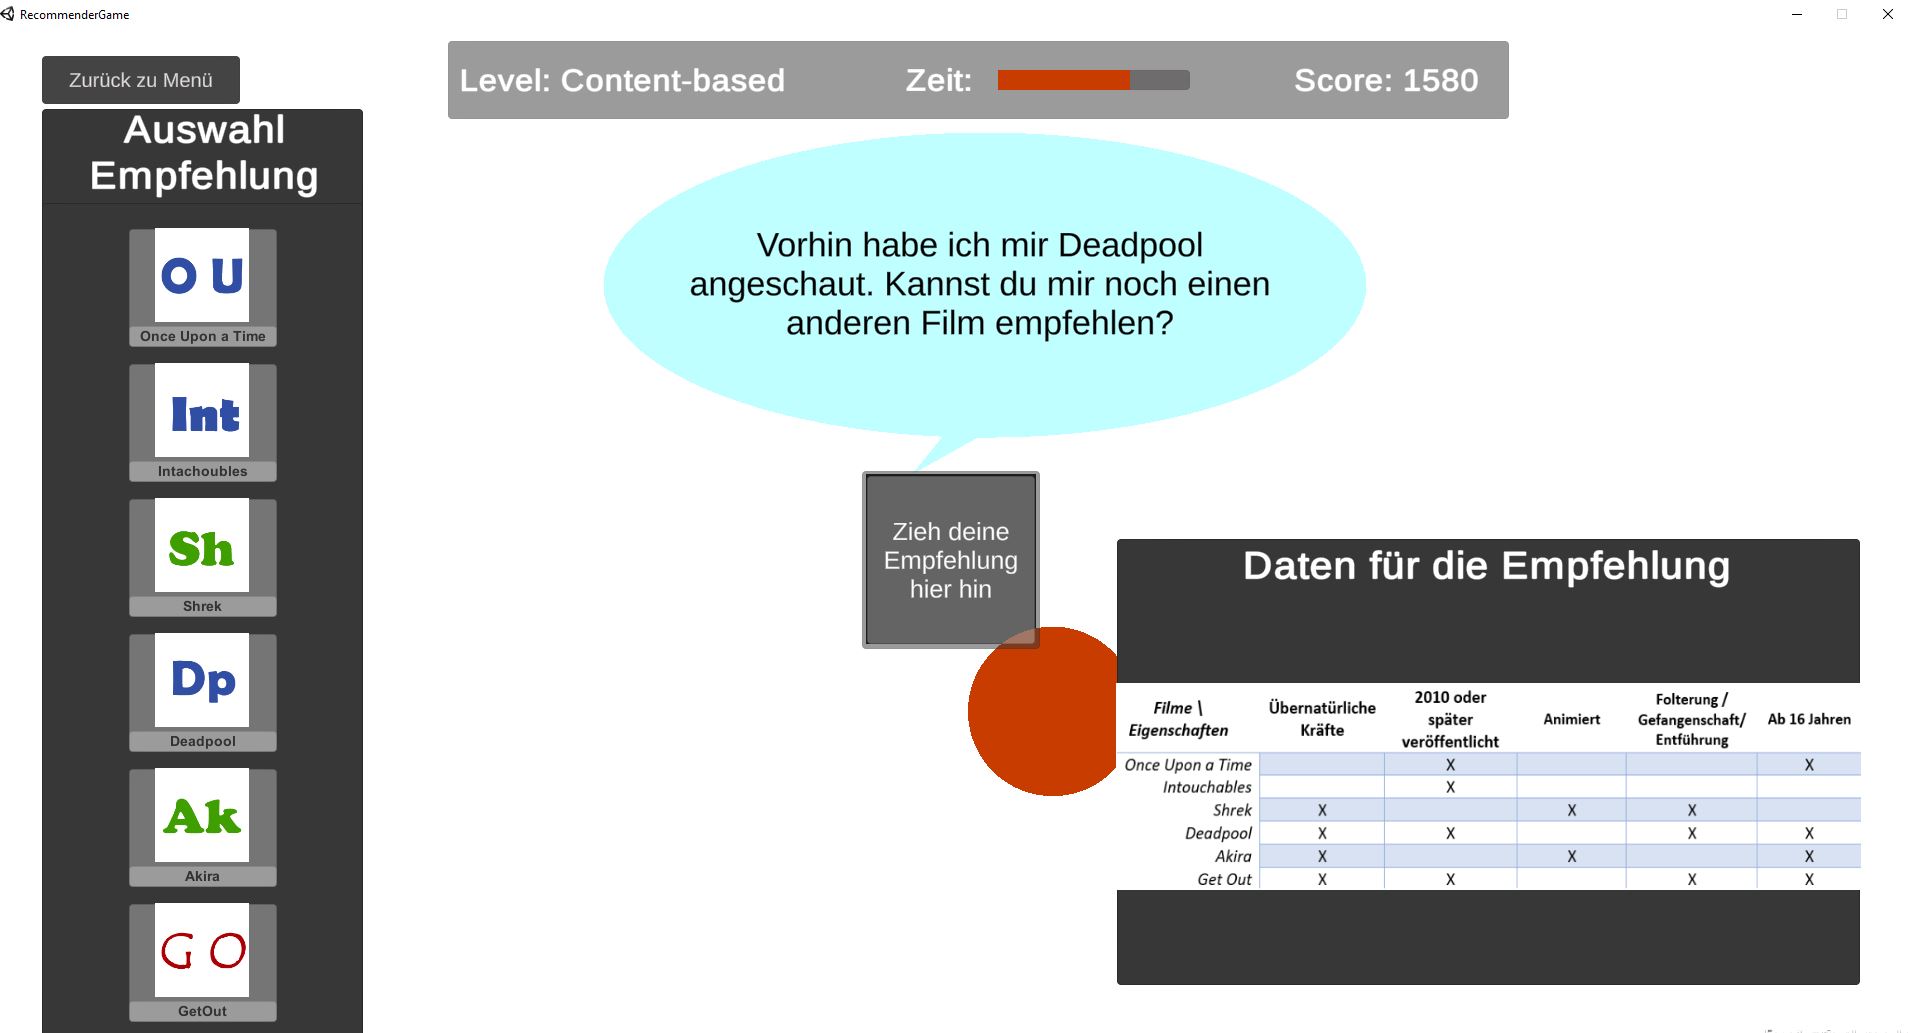 RecommenderGame
Zurück zu Menü
Level: Content-based Zeit: Score: 1580
Auswahl
Empfehlung
O U
Once Upon a Time
Int
Intachoubles
Sh
Shrek
Dp
Deadpool
Ak
Akira
G O
GetOut
Vorhin habe ich mir Deadpool
angeschaut. Kannst du mir noch einen
anderen Film empfehlen?
Zieh deine
Empfehlung
hier hin
Daten für die Empfehlung
Filme \
Eigenschaften
Übernatürliche
Kräfte
2010 oder
später
veröffentlicht
Animiert
Folterung /
Gefangenschaft/
Entführung
Ab 16 Jahren
Once Upon a Time X X
Intouchables X
Shrek X X X
Deadpool X X X X
Akira X X X
Get Out X X X X